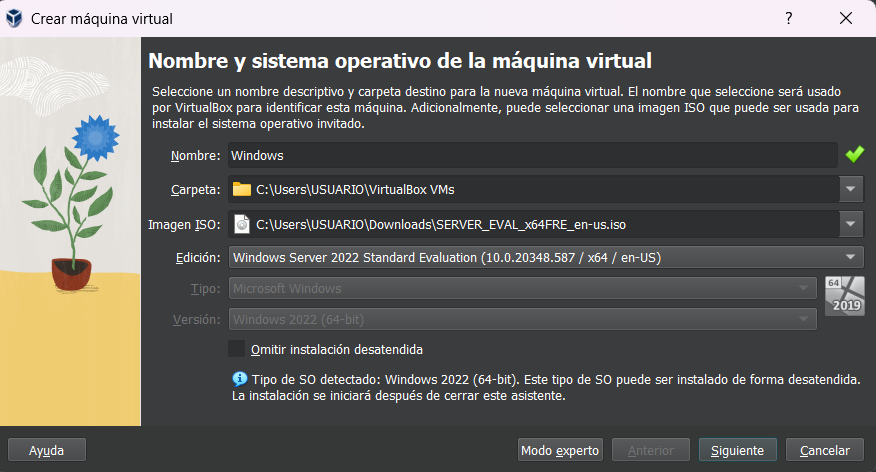 Crear máquina virtual
?
Nombre y sistema operativo de la máquina virtual
Seleccione un nombre descriptivo y carpeta destino para la nueva máquina virtual. El nombre que seleccione será usado
por VirtualBox para identificar esta máquina. Adicionalmente, puede seleccionar una imagen ISO que puede ser usada para
instalar el sistema operativo invitado.
Nombre: Windows
Carpeta: C:\Users\USUARIO\VirtualBox VMs
Imagen ISO: C:\Users\USUARIO\Downloads\SERVER_EVAL_x64FRE_en-us.iso
Edición: Windows Server 2022 Standard Evaluation (10.0.20348.587 / x64 / en-US)
Tipo: Microsoft Windows
64
Versión: Windows 2022 (64-bit)
2019
Omitir instalación desatendida
Tipo de SO detectado: Windows 2022 (64-bit). Este tipo de SO puede ser instalado de forma desatendida.
La instalación se iniciará después de cerrar este asistente.
Ayuda Modo experto Anterior Siguiente Cancelar